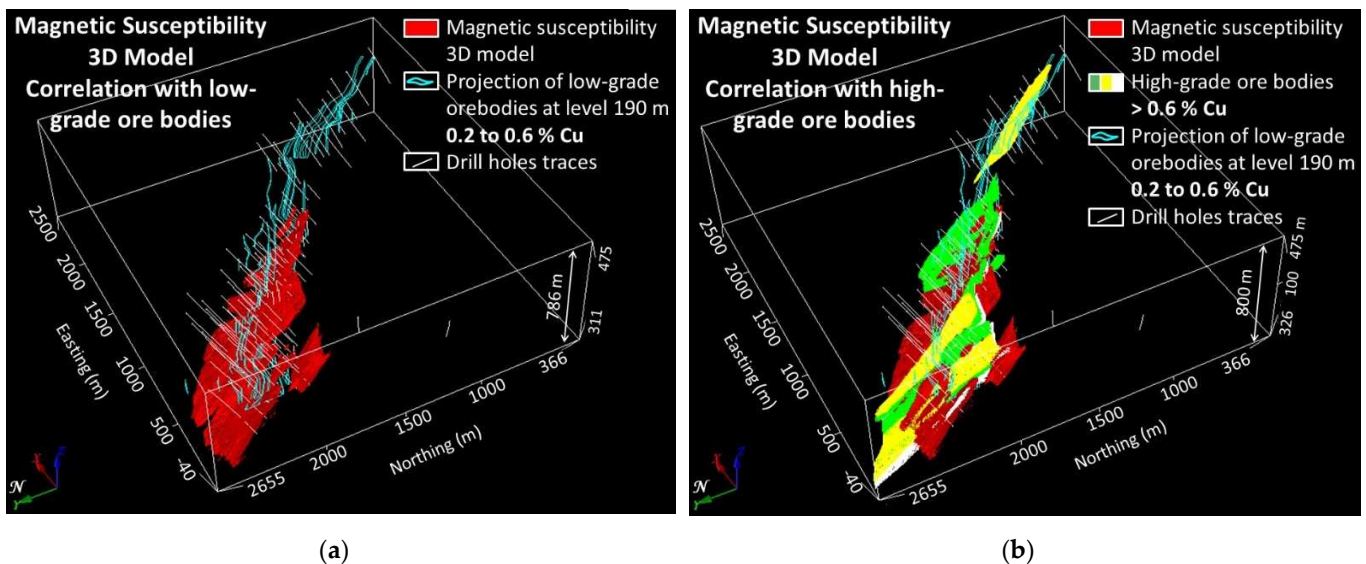 Magnetic Susceptibility
3D Model
Correlation with low-
grade ore bodies
Magnetic susceptibility
3D model
Projection of low-grade
orebodies at level 190 m
0.2 to 0.6 % Cu
Drill holes traces
2500
2000
1500
1000
500
-40
Easting (m)
2655
2000
1500
1000
366
Northing (m)
475
311
786 m
X
Z
N
Y
(a)
Magnetic Susceptibility
3D Model
Correlation with high-
grade ore bodies
Magnetic susceptibility
3D model
High-grade ore bodies
> 0.6 % Cu
Projection of low-grade
orebodies at level 190 m
0.2 to 0.6 % Cu
Drill holes traces
2500
2000
1500
1000
500
-40
Easting (m)
2655
2000
1500
1000
366
Northing (m)
475 m
100
326
800 m
X
Z
N
Y
(b)